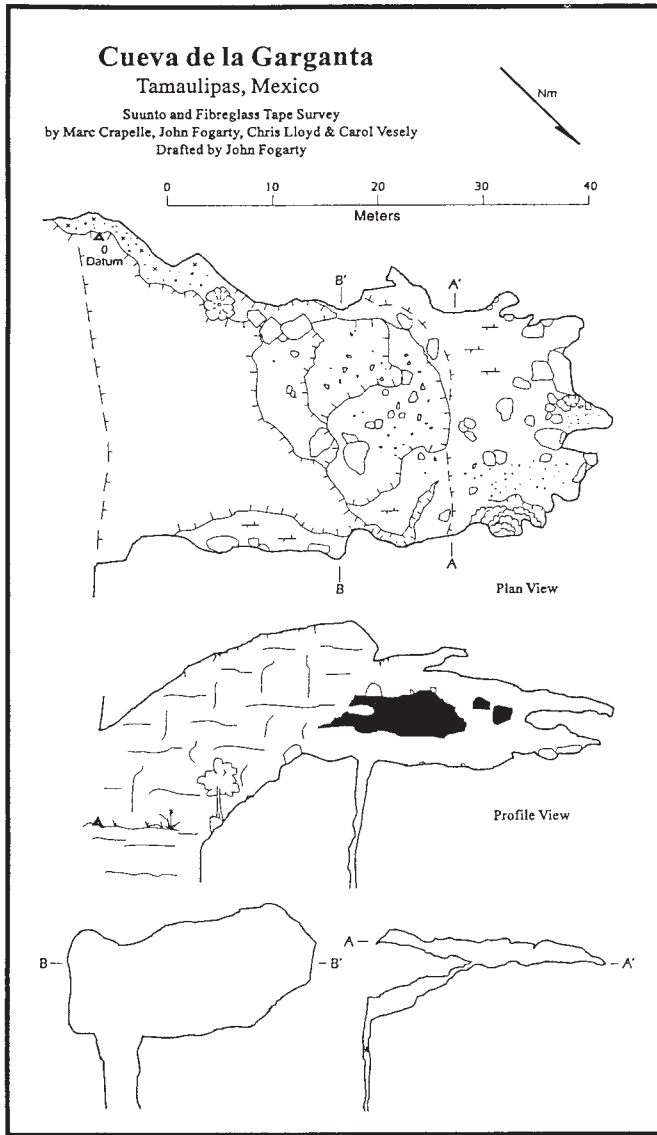 Cueva de la Garganta
Tamaulipas, Mexico
Suunto and Fibreglass Tape Survey
by Marc Crapelle, John Fogarty, Chris Lloyd & Carol Vesely
Drafted by John Fogarty
Nm
0 10 20 30 40
Meters
0
Datum
B'
A'
B
A
Plan View
Profile View
B
B'
A
A'